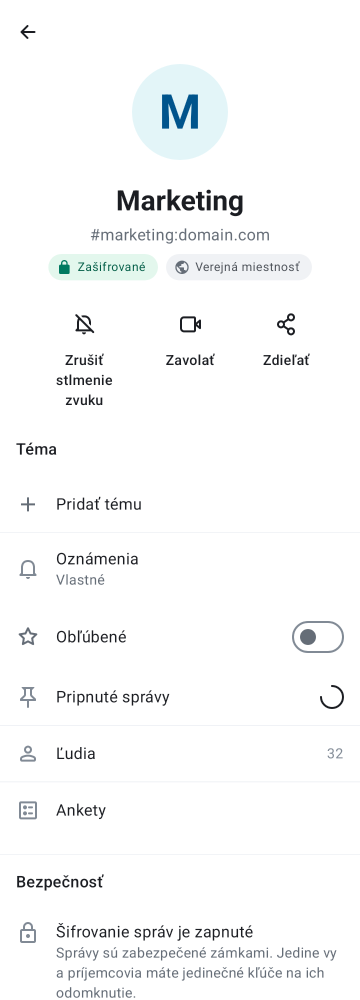 M
Marketing
#marketing:domain.com
Zašifrované
Verejná miestnosť
Zrušiť
stlmenie
zvuku
Zavolať
Zdieľať
Téma
Pridať tému
Oznámenia
Vlastné
Obľúbené
Pripnuté správy
Ľudia
32
Ankety
Bezpečnosť
Šifrovanie správ je zapnuté
Správy sú zabezpečené zámkami. Jedine vy
a príjemcovia máte jedinečné kľúče na ich
odomknutie.